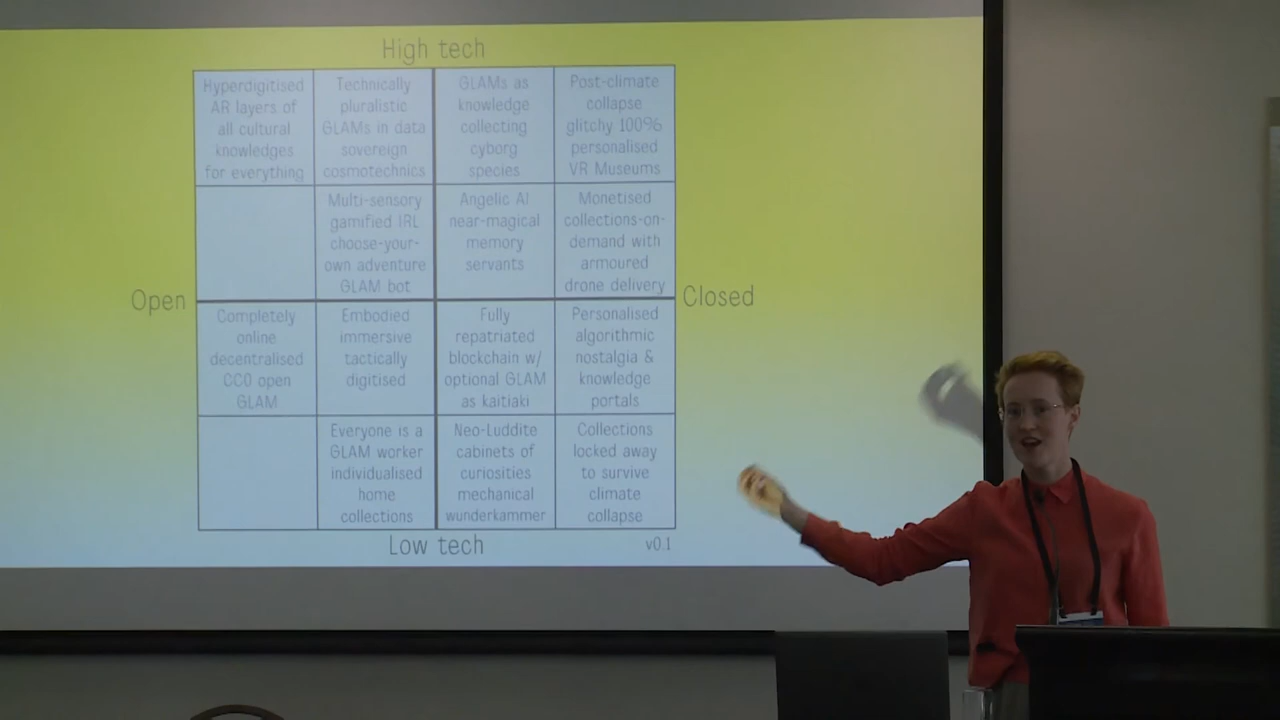 High tech
Hyperdigitised
AR layers of
all cultural
knowledges
for everything
Technically
pluralistic
GLAMs in data
sovereign
cosmotechnics
GLAMs as
knowledge
collecting
cyborg
species
Post-climate
collapse
glitchy 100%
personalised
VR Museums
Multi-sensory
gamified IRL
choose-your-
own adventure
GLAM bot
Angelic AI
near-magical
memory
servants
Monetised
collections-on-
demand with
armoured
drone delivery
Open
Closed
Completely
online
decentralised
CC0 open
GLAM
Embodied
immersive
tactically
digitised
Fully
repatriated
blockchain w/
optional GLAM
as kaitiaki
Personalised
algorithmic
nostalgia &
knowledge
portals
Everyone is a
GLAM worker
individualised
home
collections
Neo-Luddite
cabinets of
curiosities
mechanical
wunderkammer
Collections
locked away
to survive
climate
collapse
Low tech
v0.1